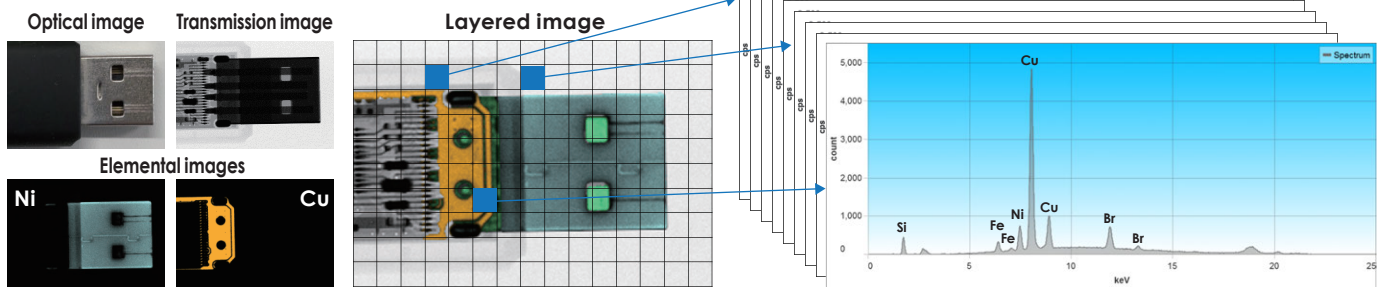 Optical image
Transmission image
Layered image
Elemental images
Ni
Cu
cps
cps
cps
cps
cps
cps
cps
cps
Spectrum
count
5,000
4,000
3,000
2,000
1,000
0
Si
Fe
Fe
Ni
Cu
Cu
Br
Br
0
5
10
15
20
25
keV